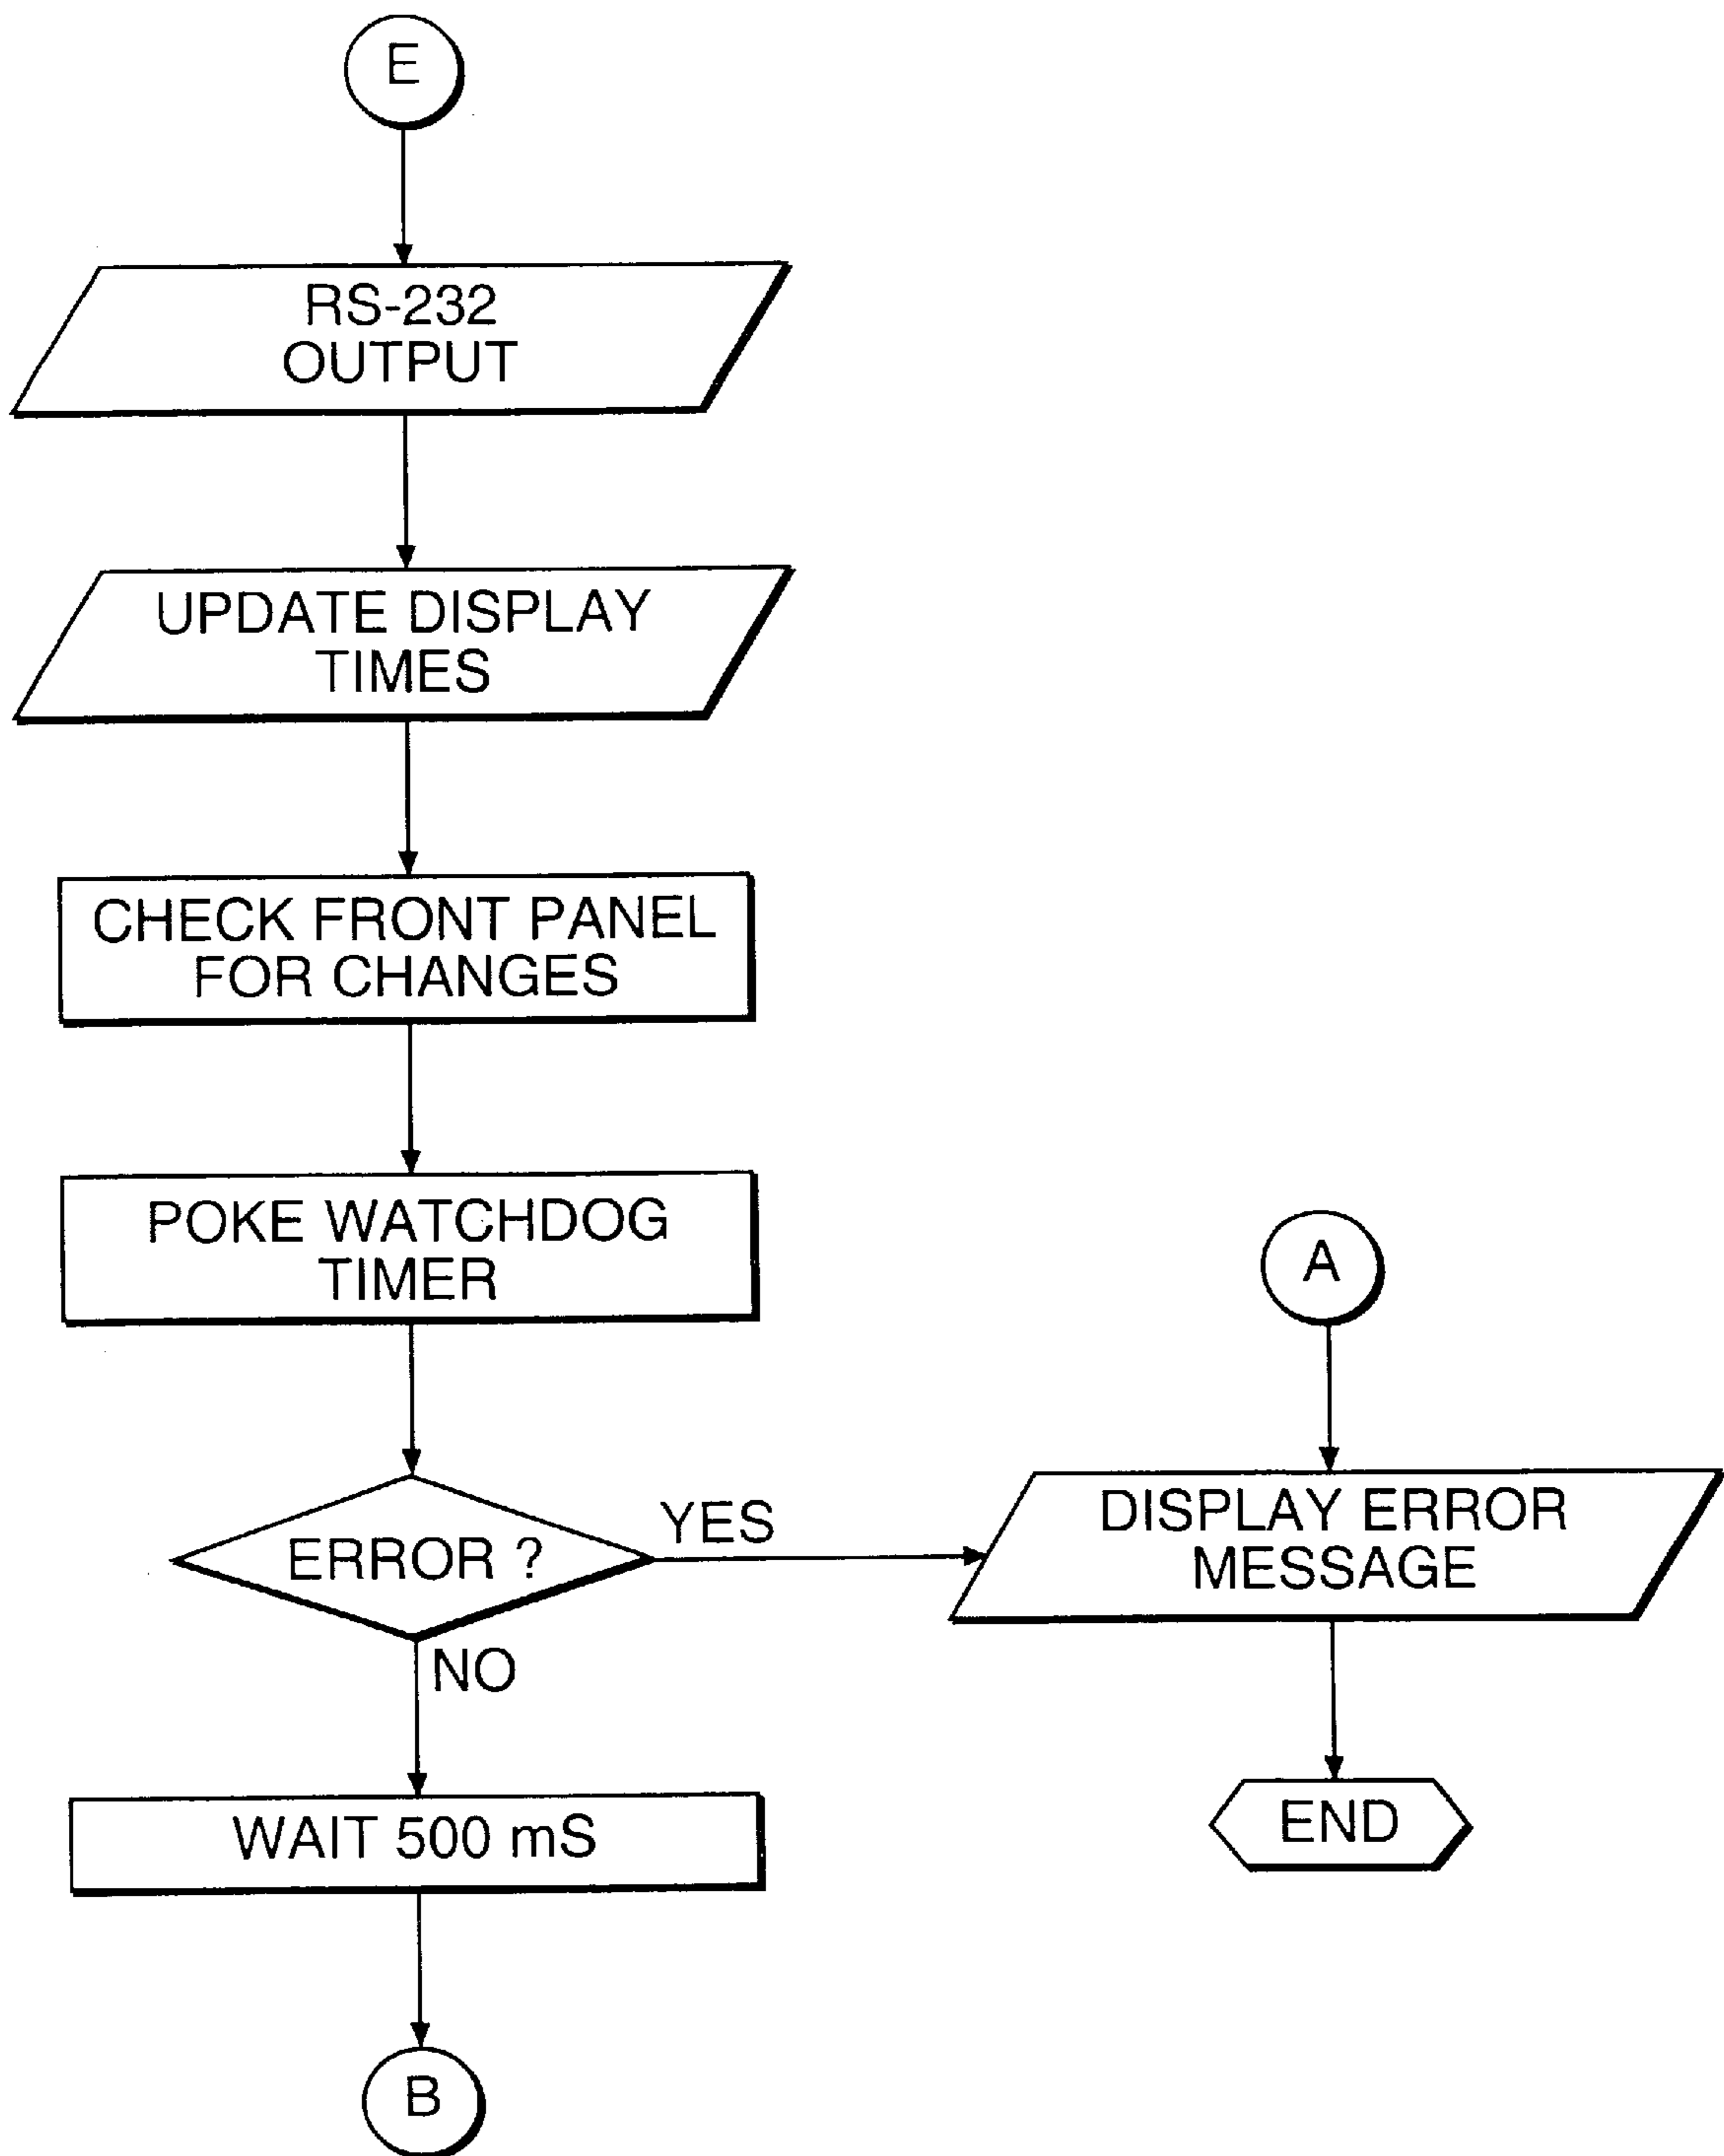 E
RS-232
OUTPUT
UPDATE DISPLAY
TIMES
CHECK FRONT PANEL
FOR CHANGES
POKE WATCHDOG
TIMER
ERROR ?
YES
NO
WAIT 500 mS
B
A
DISPLAY ERROR
MESSAGE
END